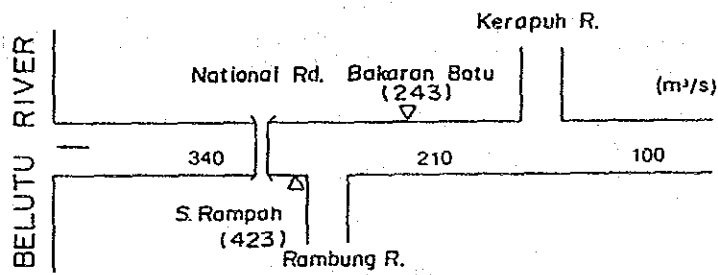 Kerapuh R.
National Rd. Bakaran Batu
(243)
(m³/s)
BELUTU RIVER
340
210
100
S. Rampah
(423)
Rambung R.